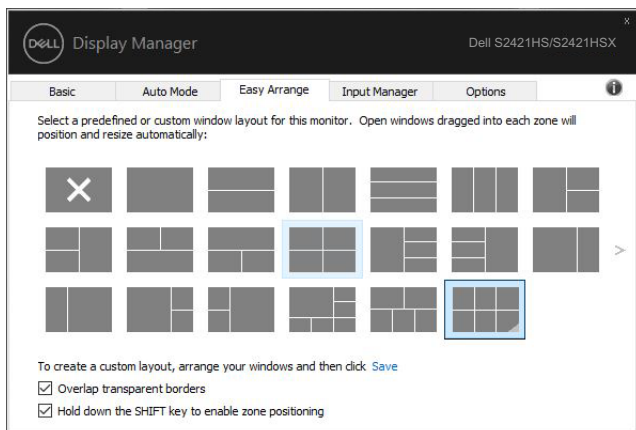 x
DELL Display Manager Dell S2421HS/S2421HSX
Basic Auto Mode Easy Arrange Input Manager Options
Select a predefined or custom window layout for this monitor. Open windows dragged into each zone will
position and resize automatically:
>
To create a custom layout, arrange your windows and then click Save
Overlap transparent borders
Hold down the SHIFT key to enable zone positioning